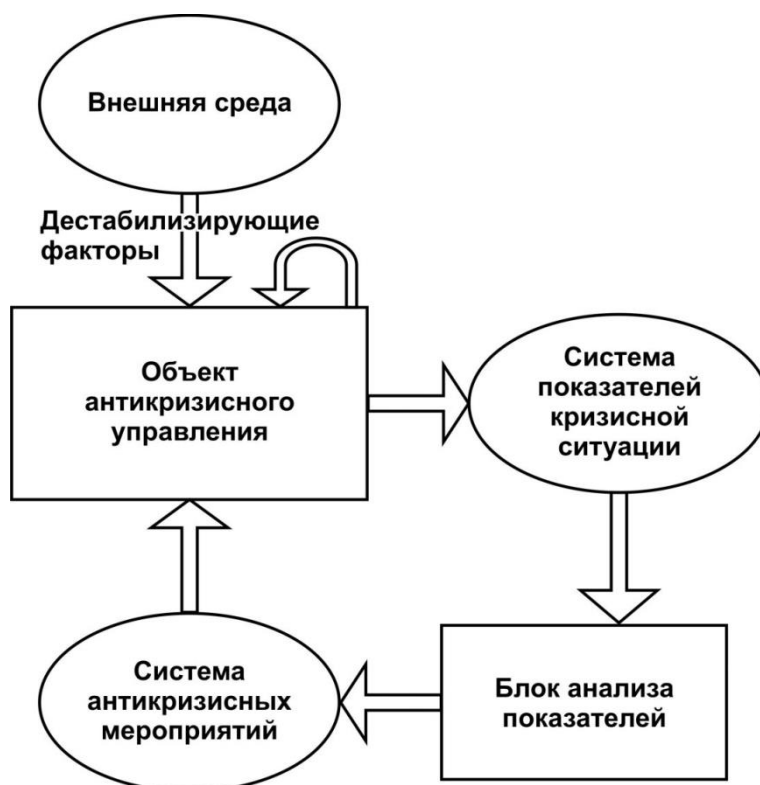 Внешняя среда
Дестабилизирующие
факторы
Объект
антикризисного
управления
Система
показателей
кризисной
ситуации
Система
антикризисных
мероприятий
Блок анализа
показателей